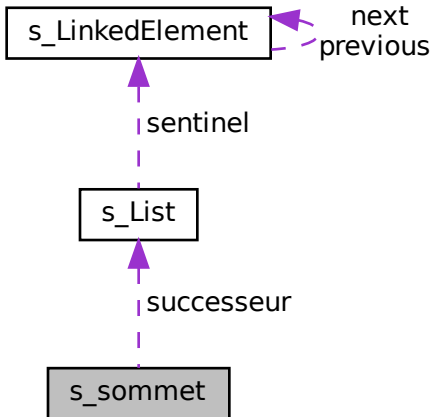 next
s_LinkedElement
previous
sentinel
s_List
successeur
s_sommet